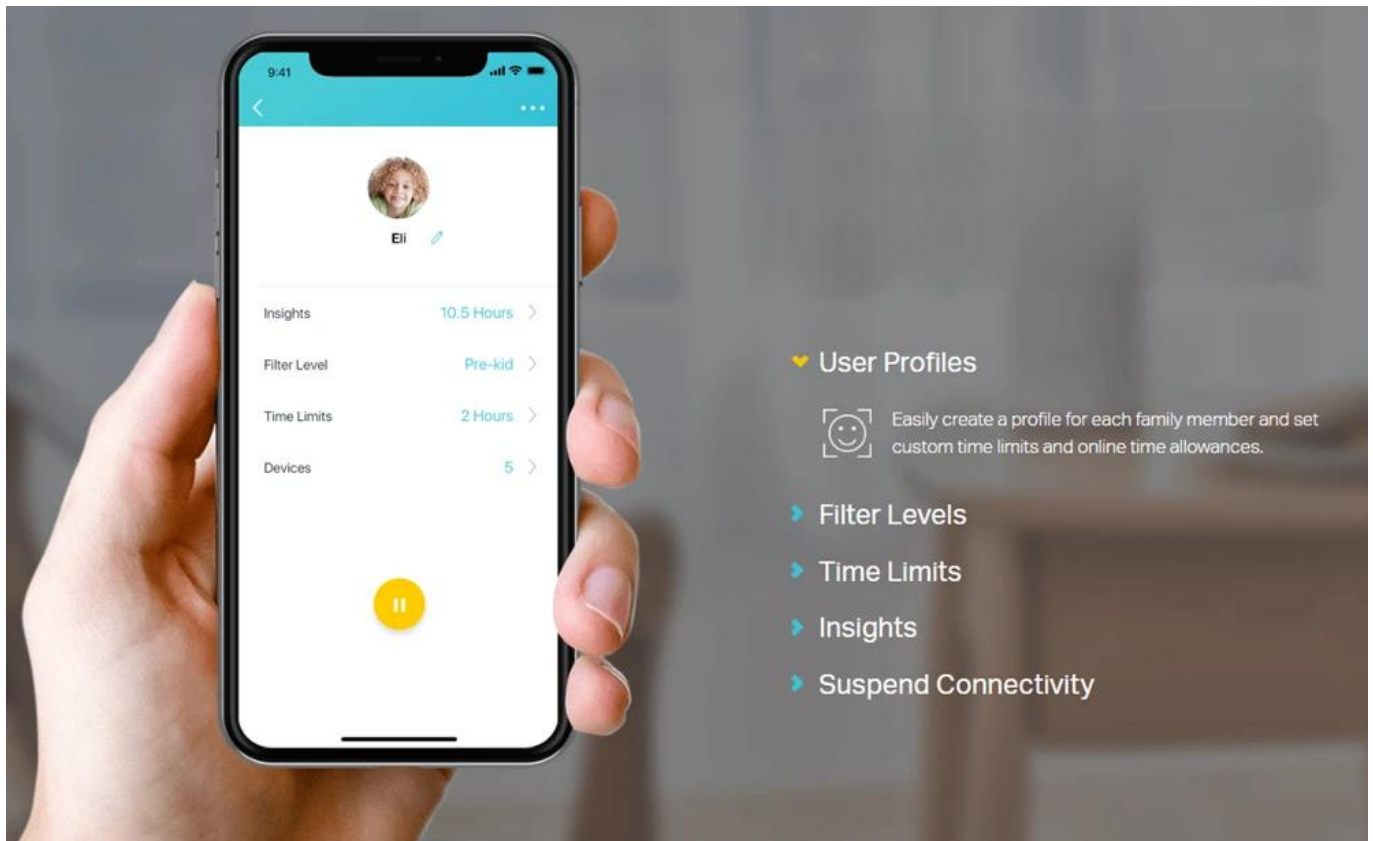 9:41
Eli
Insights 10.5 Hours
Filter Level Pre-kid
Time Limits 2 Hours
Devices 5
User Profiles
Easily create a profile for each family member and set
custom time limits and online time allowances.
Filter Levels
Time Limits
Insights
Suspend Connectivity